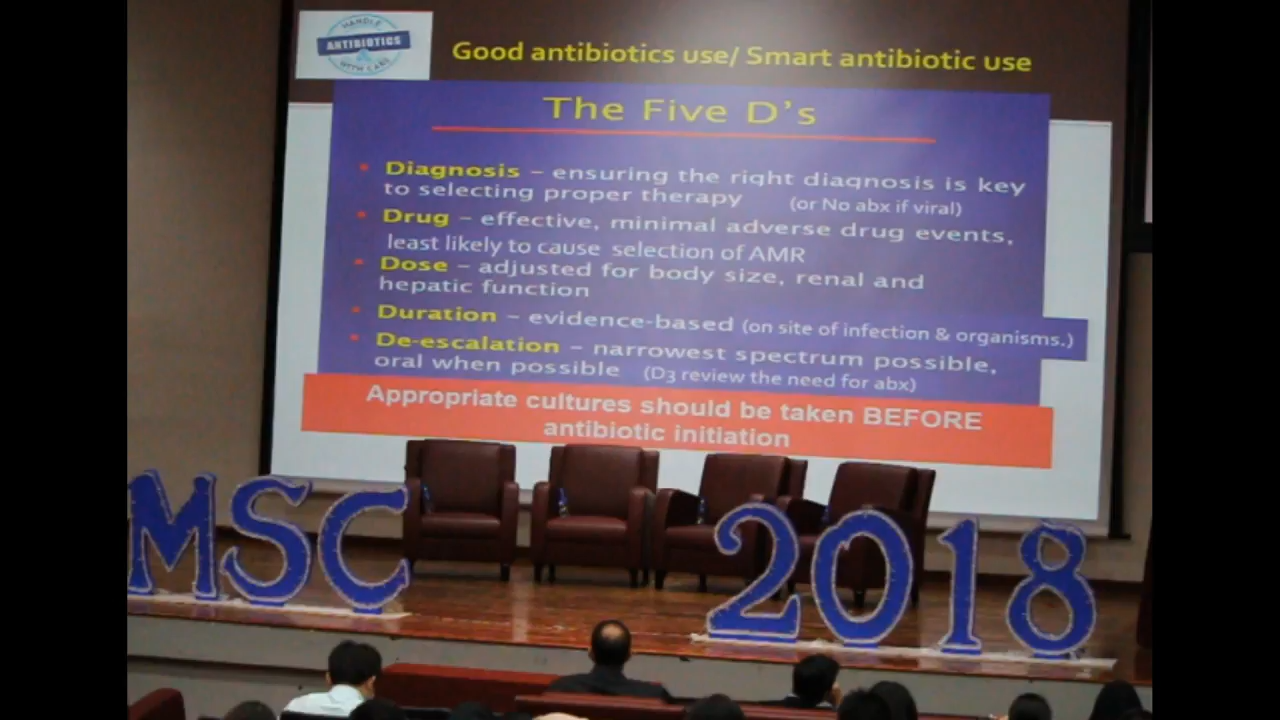 HANDLE
ANTIBIOTICS
WITH CARE
Good antibiotics use/ Smart antibiotic use
The Five D's
Diagnosis – ensuring the right diagnosis is key
to selecting proper therapy (or No abx if viral)
Drug – effective, minimal adverse drug events,
least likely to cause selection of AMR
Dose – adjusted for body size, renal and
hepatic function
Duration – evidence-based (on site of infection & organisms.)
De-escalation – narrowest spectrum possible,
oral when possible (D3 review the need for abx)
Appropriate cultures should be taken BEFORE
antibiotic initiation
MSC 2018